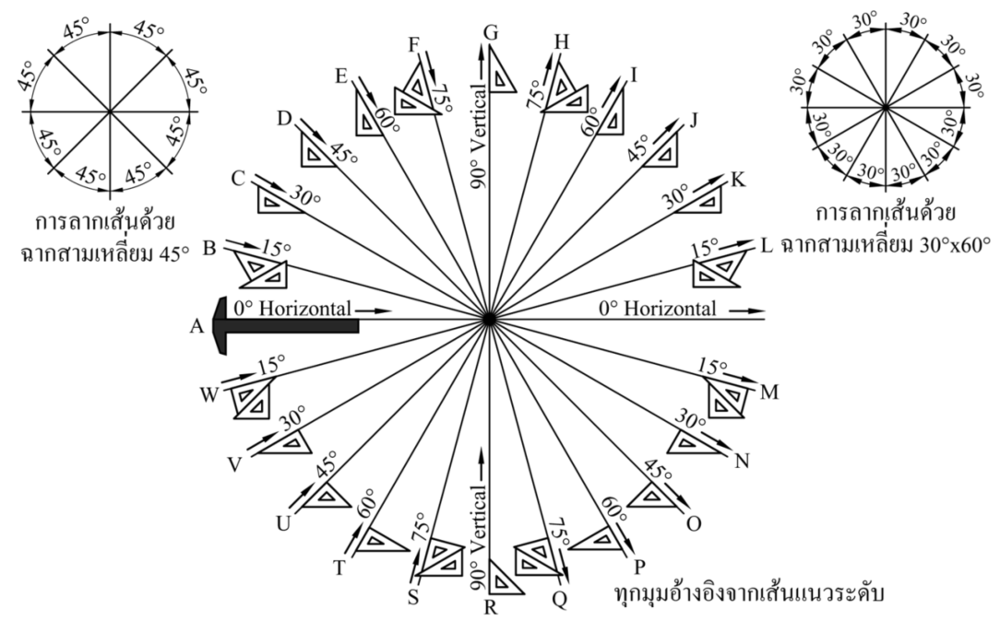 45° 45°
45° 45°
45° 45°
45° 45°
การลากเส้นด้วย
ฉากสามเหลี่ยม 45°
30° 30°
30° 30°
30° 30°
30° 30°
30° 30°
30° 30°
การลากเส้นด้วย
ฉากสามเหลี่ยม 30°x60°
A 0° Horizontal
B 15°
C 30°
D 45°
E 60°
F 75°
G 90° Vertical
H 75°
I 60°
J 45°
K 30°
L 15°
0° Horizontal
M 15°
N 30°
O 45°
P 60°
Q 75°
R 90° Vertical
S 75°
T 60°
U 45°
V 30°
W 15°
ทุกมุมอ้างอิงจากเส้นแนวระดับ